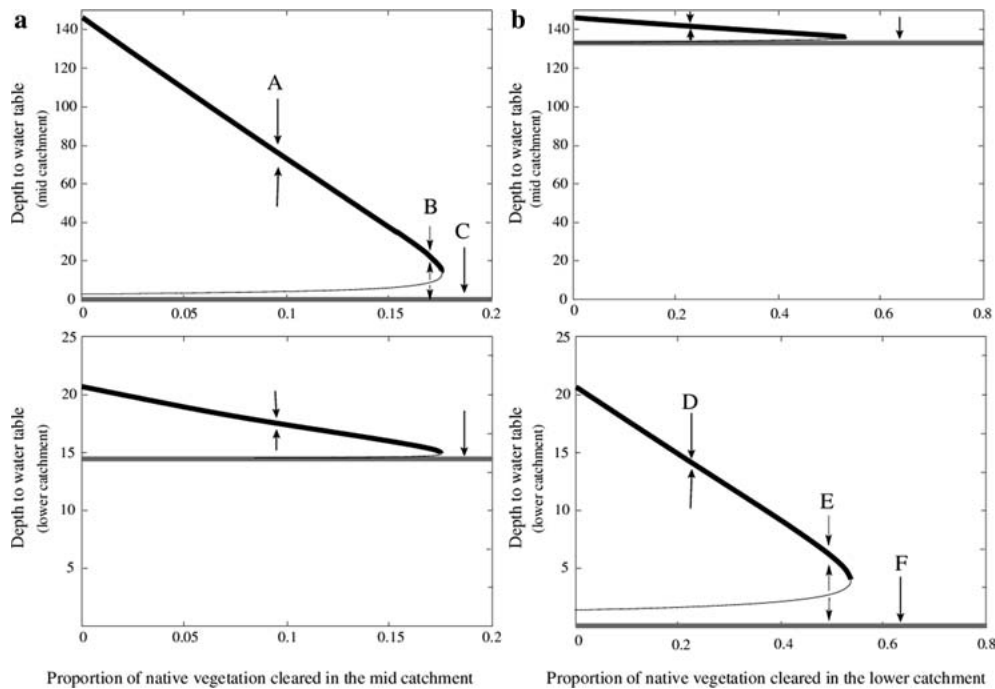 a
b
140
120
100
80
60
40
20
0
Depth to water table
(mid catchment)
A
B
C
0
0.05
0.1
0.15
0.2
140
120
100
80
60
40
20
0
Depth to water table
(mid catchment)
0
0.2
0.4
0.6
0.8
25
20
15
10
5
Depth to water table
(lower catchment)
0
0.05
0.1
0.15
0.2
Proportion of native vegetation cleared in the mid catchment
25
20
15
10
5
Depth to water table
(lower catchment)
D
E
F
0
0.2
0.4
0.6
0.8
Proportion of native vegetation cleared in the lower catchment